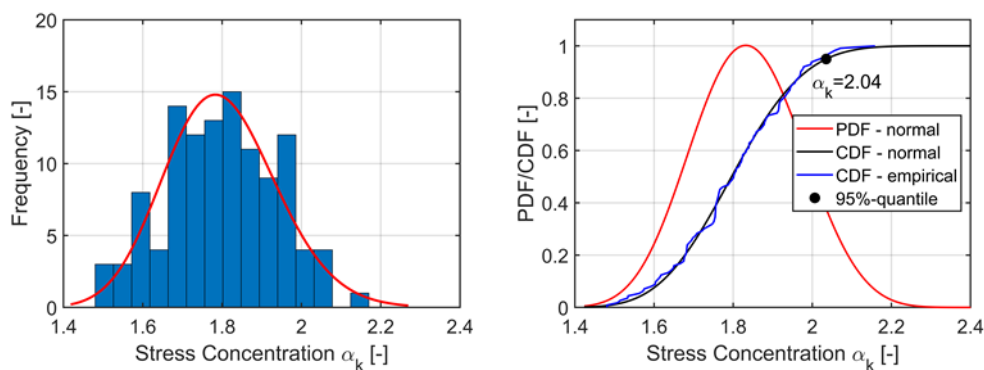 20
15
10
5
0
Frequency [-]
1.4 1.6 1.8 2 2.2 2.4
Stress Concentration αk [-]
1
0.8
0.6
0.4
0.2
0
PDF/CDF [-]
αk=2.04
PDF - normal
CDF - normal
CDF - empirical
95%-quantile
1.4 1.6 1.8 2 2.2 2.4
Stress Concentration αk [-]